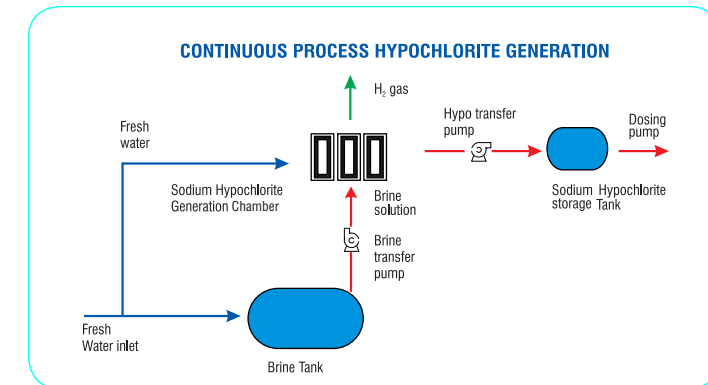 CONTINUOUS PROCESS HYPOCHLORITE GENERATION
H₂ gas
Fresh
water
Hypo transfer
pump
Dosing
pump
Sodium Hypochlorite
Generation Chamber
Brine
solution
Sodium Hypochlorite
storage Tank
Brine
transfer
pump
Fresh
Water inlet
Brine Tank